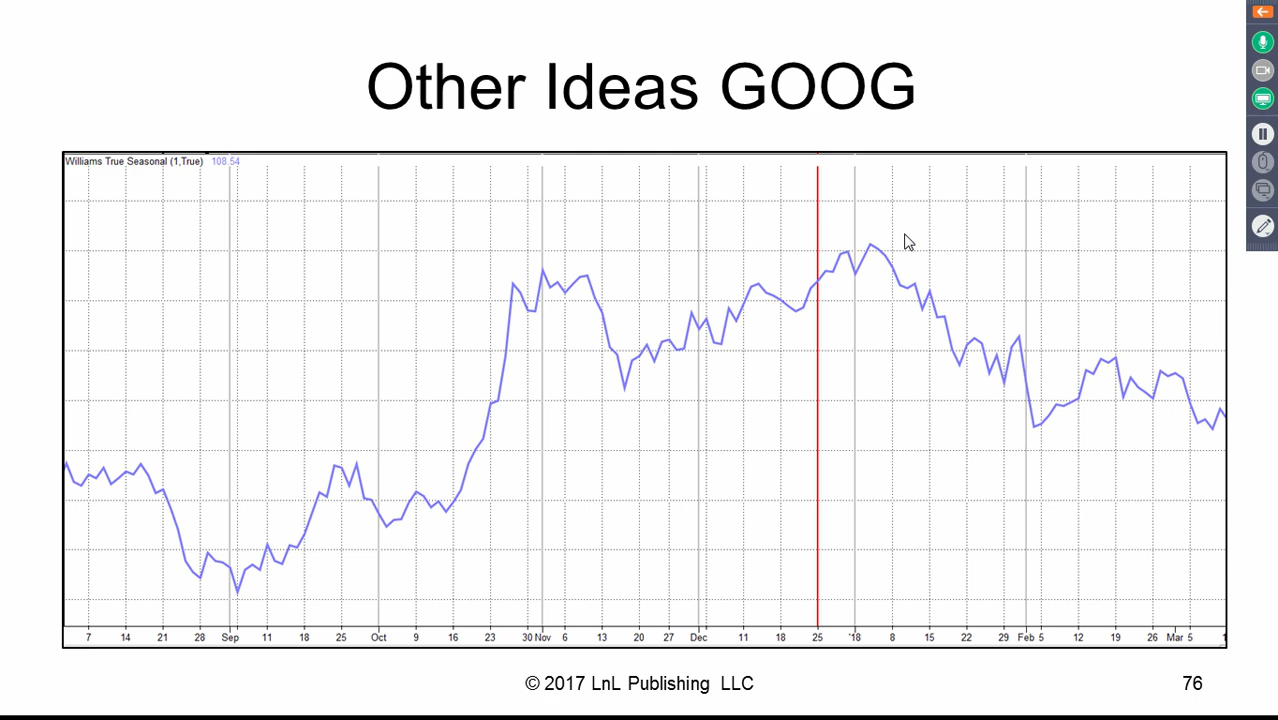 Other Ideas GOOG
Williams True Seasonal (1,True) 108.54
7 14 21 28 Sep 11 18 25 Oct 9 16 23 30 Nov 6 13 20 27 Dec 11 18 25 '18 8 15 22 29 Feb 5 12 19 26 Mar 5
© 2017 LnL Publishing LLC
76